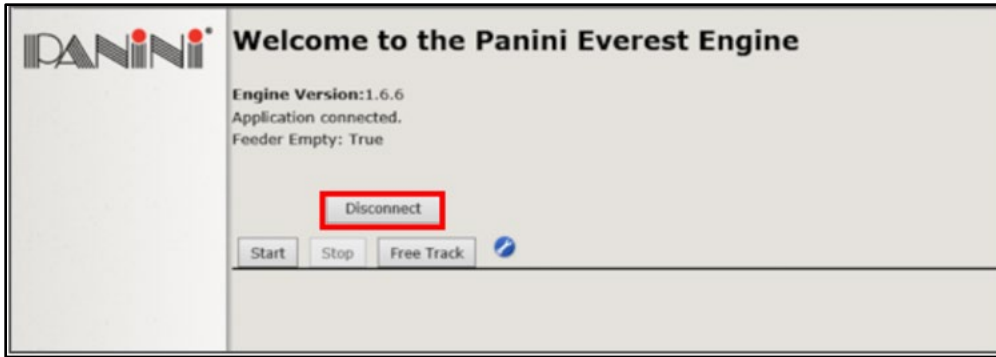 PANINI
Welcome to the Panini Everest Engine
Engine Version:1.6.6
Application connected.
Feeder Empty: True
Disconnect
Start Stop Free Track